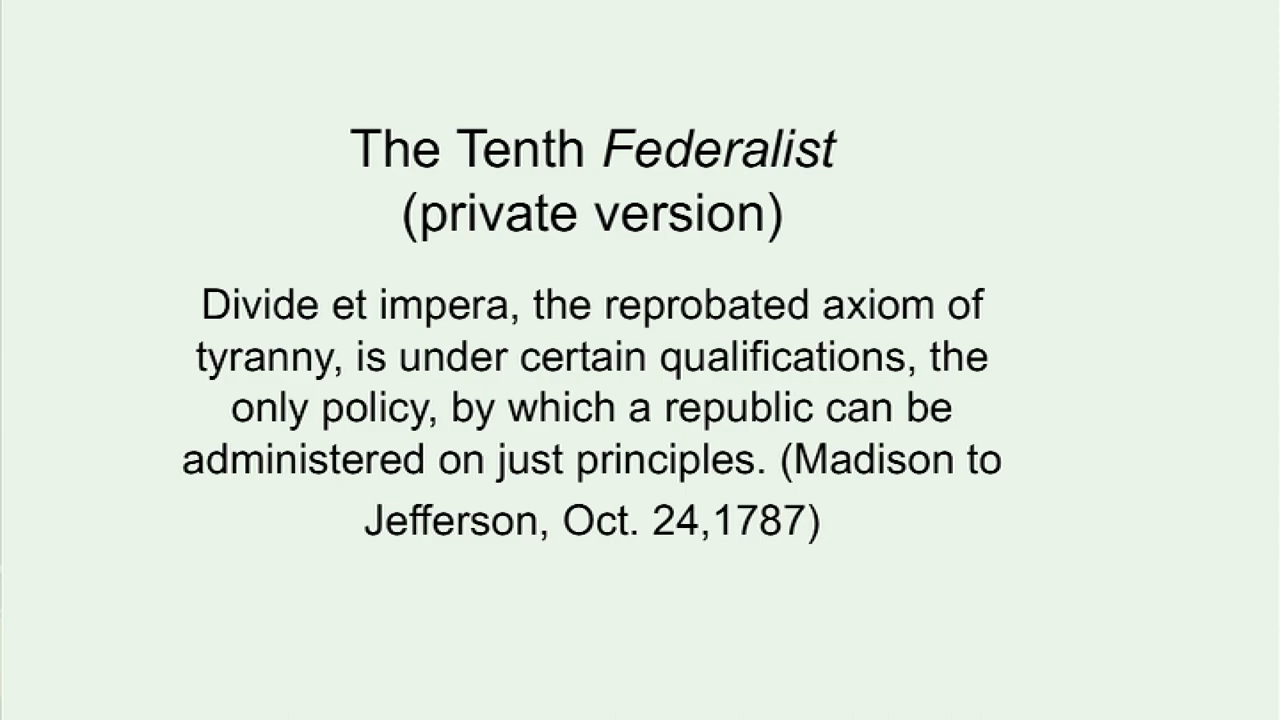 The Tenth Federalist
(private version)
Divide et impera, the reprobated axiom of
tyranny, is under certain qualifications, the
only policy, by which a republic can be
administered on just principles. (Madison to
Jefferson, Oct. 24,1787)